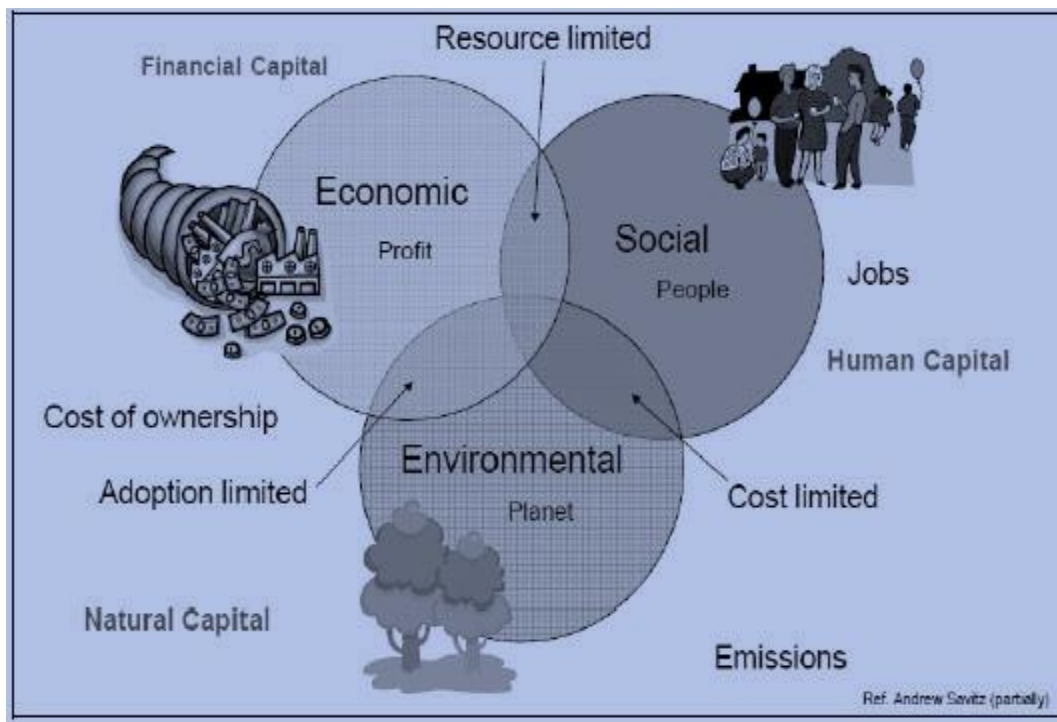 Resource limited
Financial Capital
Economic
Profit
Social
People
Jobs
Human Capital
Cost of ownership
Environmental
Adoption limited
Planet
Cost limited
Natural Capital
Emissions
Ref. Andrew Savitz (partially)